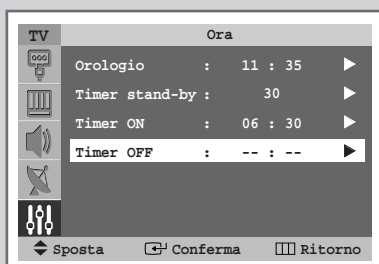 TV Ora
Orologio : 11 : 35
Timer stand-by : 30
Timer ON : 06 : 30
Timer OFF : -- : --
Sposta Conferma Ritorno